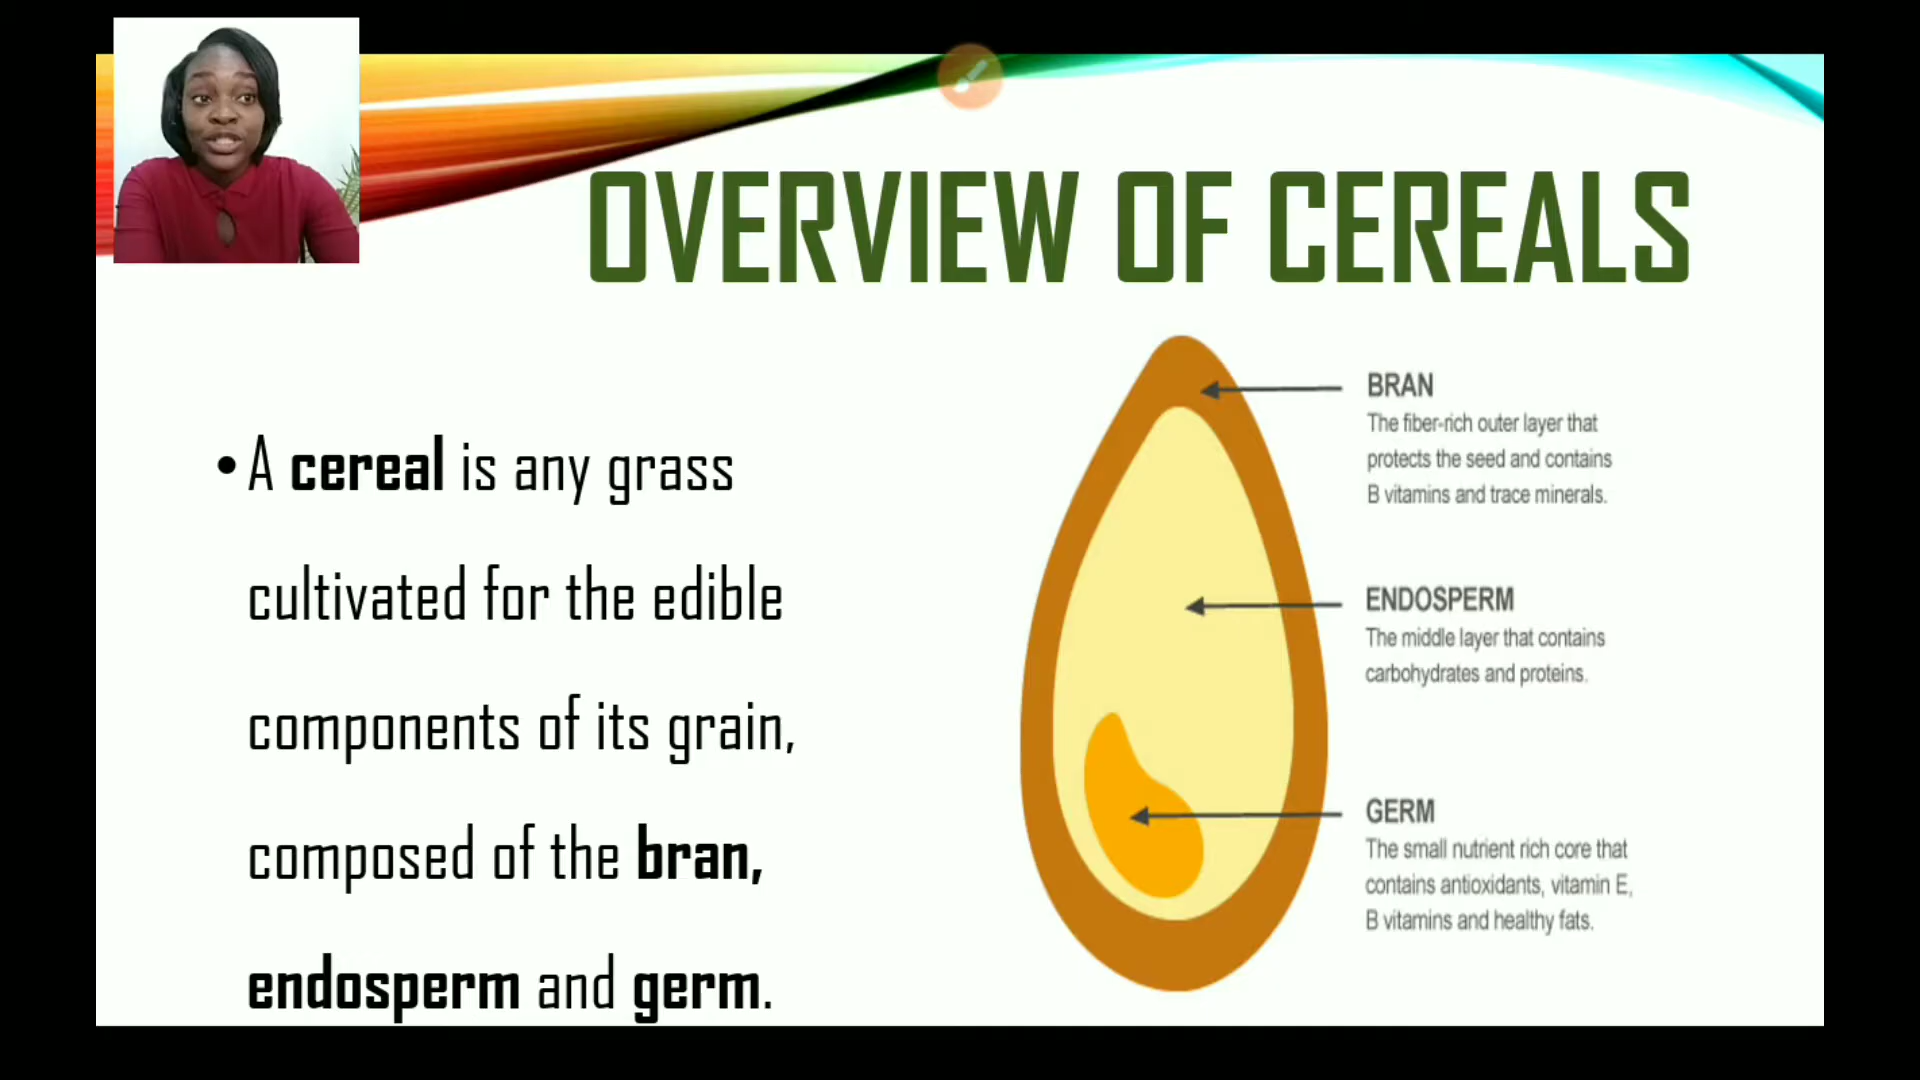 OVERVIEW OF CEREALS
• A cereal is any grass
cultivated for the edible
components of its grain,
composed of the bran,
endosperm and germ.
BRAN
The fiber-rich outer layer that
protects the seed and contains
B vitamins and trace minerals.
ENDOSPERM
The middle layer that contains
carbohydrates and proteins.
GERM
The small nutrient rich core that
contains antioxidants, vitamin E,
B vitamins and healthy fats.